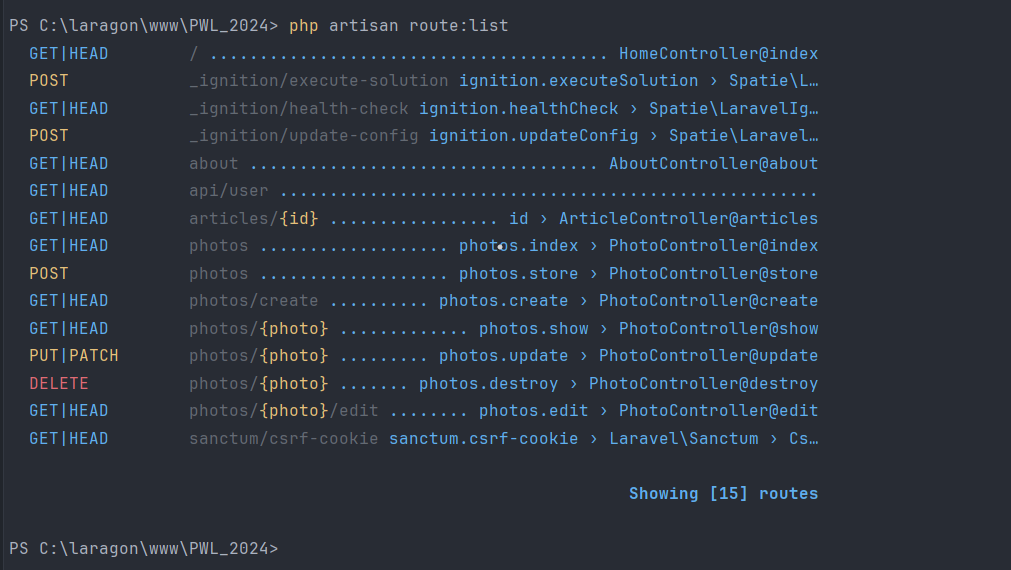 PS C:\laragon\www\PWL_2024> php artisan route:list
GET|HEAD / ........................................ HomeController@index
POST _ignition/execute-solution ignition.executeSolution › Spatie\L…
GET|HEAD _ignition/health-check ignition.healthCheck › Spatie\LaravelIg…
POST _ignition/update-config ignition.updateConfig › Spatie\Laravel…
GET|HEAD about ................................... AboutController@about
GET|HEAD api/user ......................................................
GET|HEAD articles/{id} ................. id › ArticleController@articles
GET|HEAD photos ................... photos.index › PhotoController@index
POST photos ................... photos.store › PhotoController@store
GET|HEAD photos/create .......... photos.create › PhotoController@create
GET|HEAD photos/{photo} ............. photos.show › PhotoController@show
PUT|PATCH photos/{photo} ......... photos.update › PhotoController@update
DELETE photos/{photo} ....... photos.destroy › PhotoController@destroy
GET|HEAD photos/{photo}/edit ........ photos.edit › PhotoController@edit
GET|HEAD sanctum/csrf-cookie sanctum.csrf-cookie › Laravel\Sanctum › Cs…
Showing [15] routes
PS C:\laragon\www\PWL_2024>